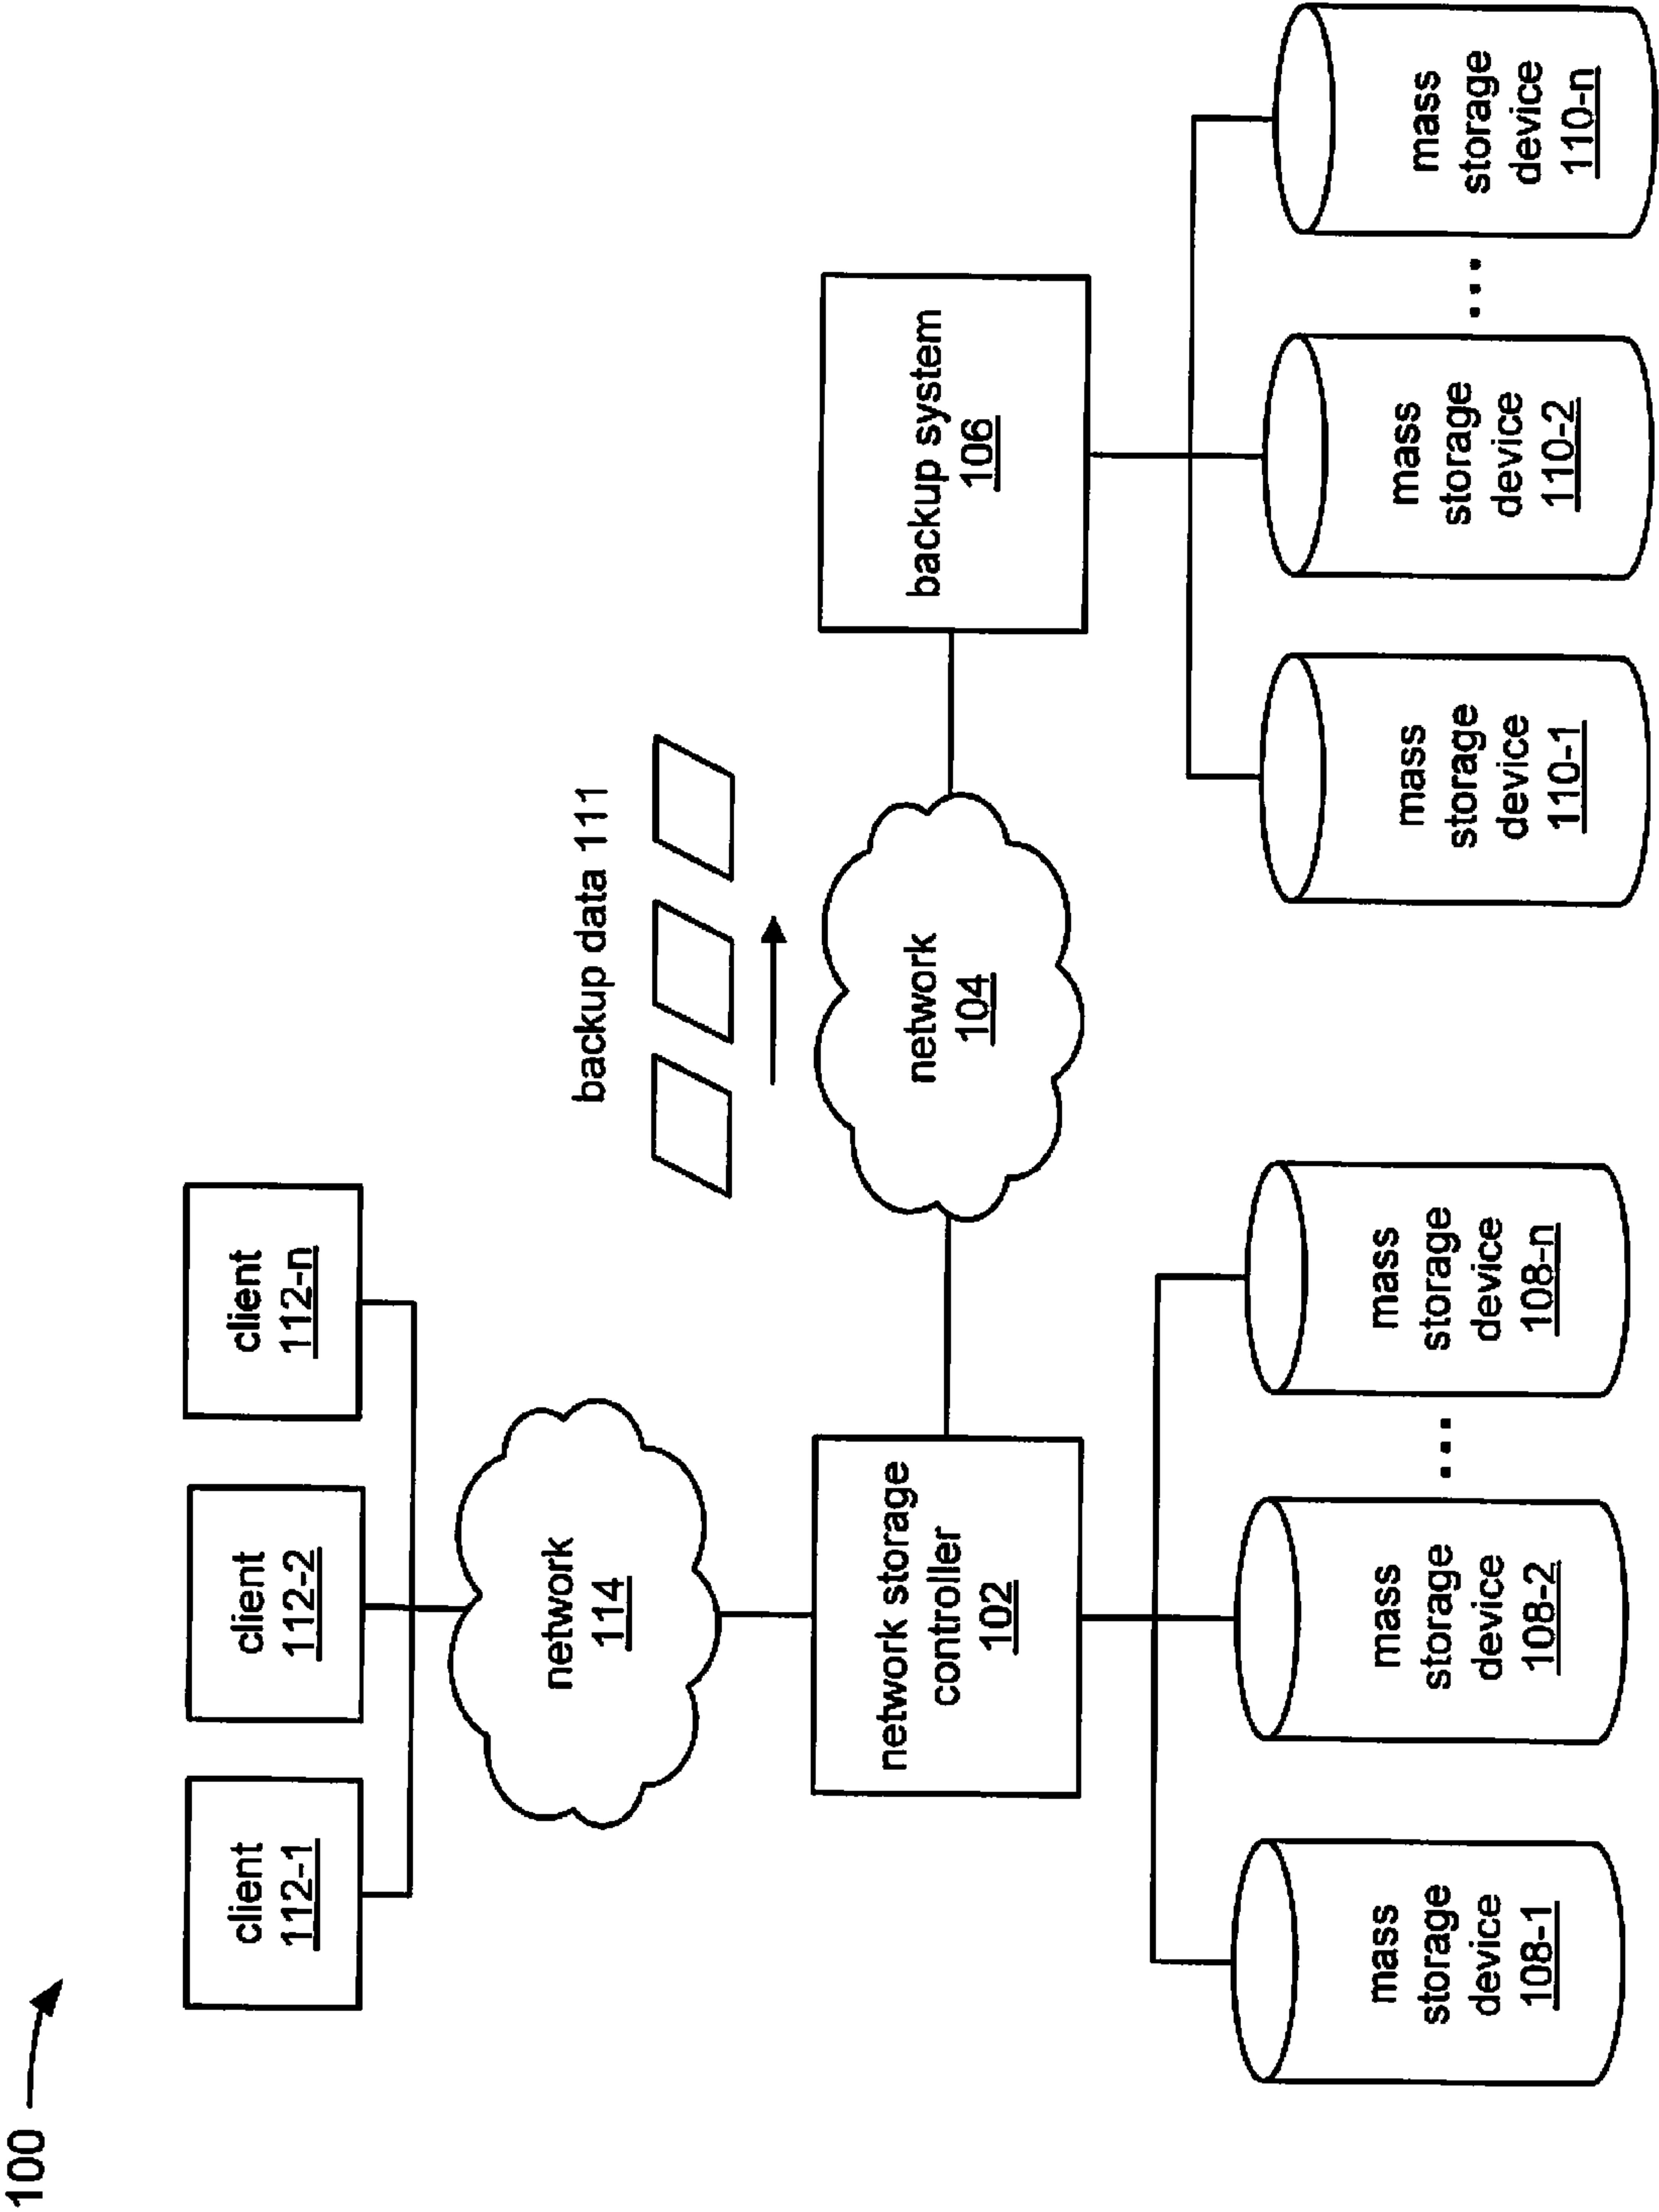 100
client
112-1
client
112-2
client
112-n
network
114
backup data 111
network storage
controller
102
network
104
backup system
106
mass
storage
device
108-1
mass
storage
device
108-2
...
mass
storage
device
108-n
mass
storage
device
110-1
mass
storage
device
110-2
...
mass
storage
device
110-n